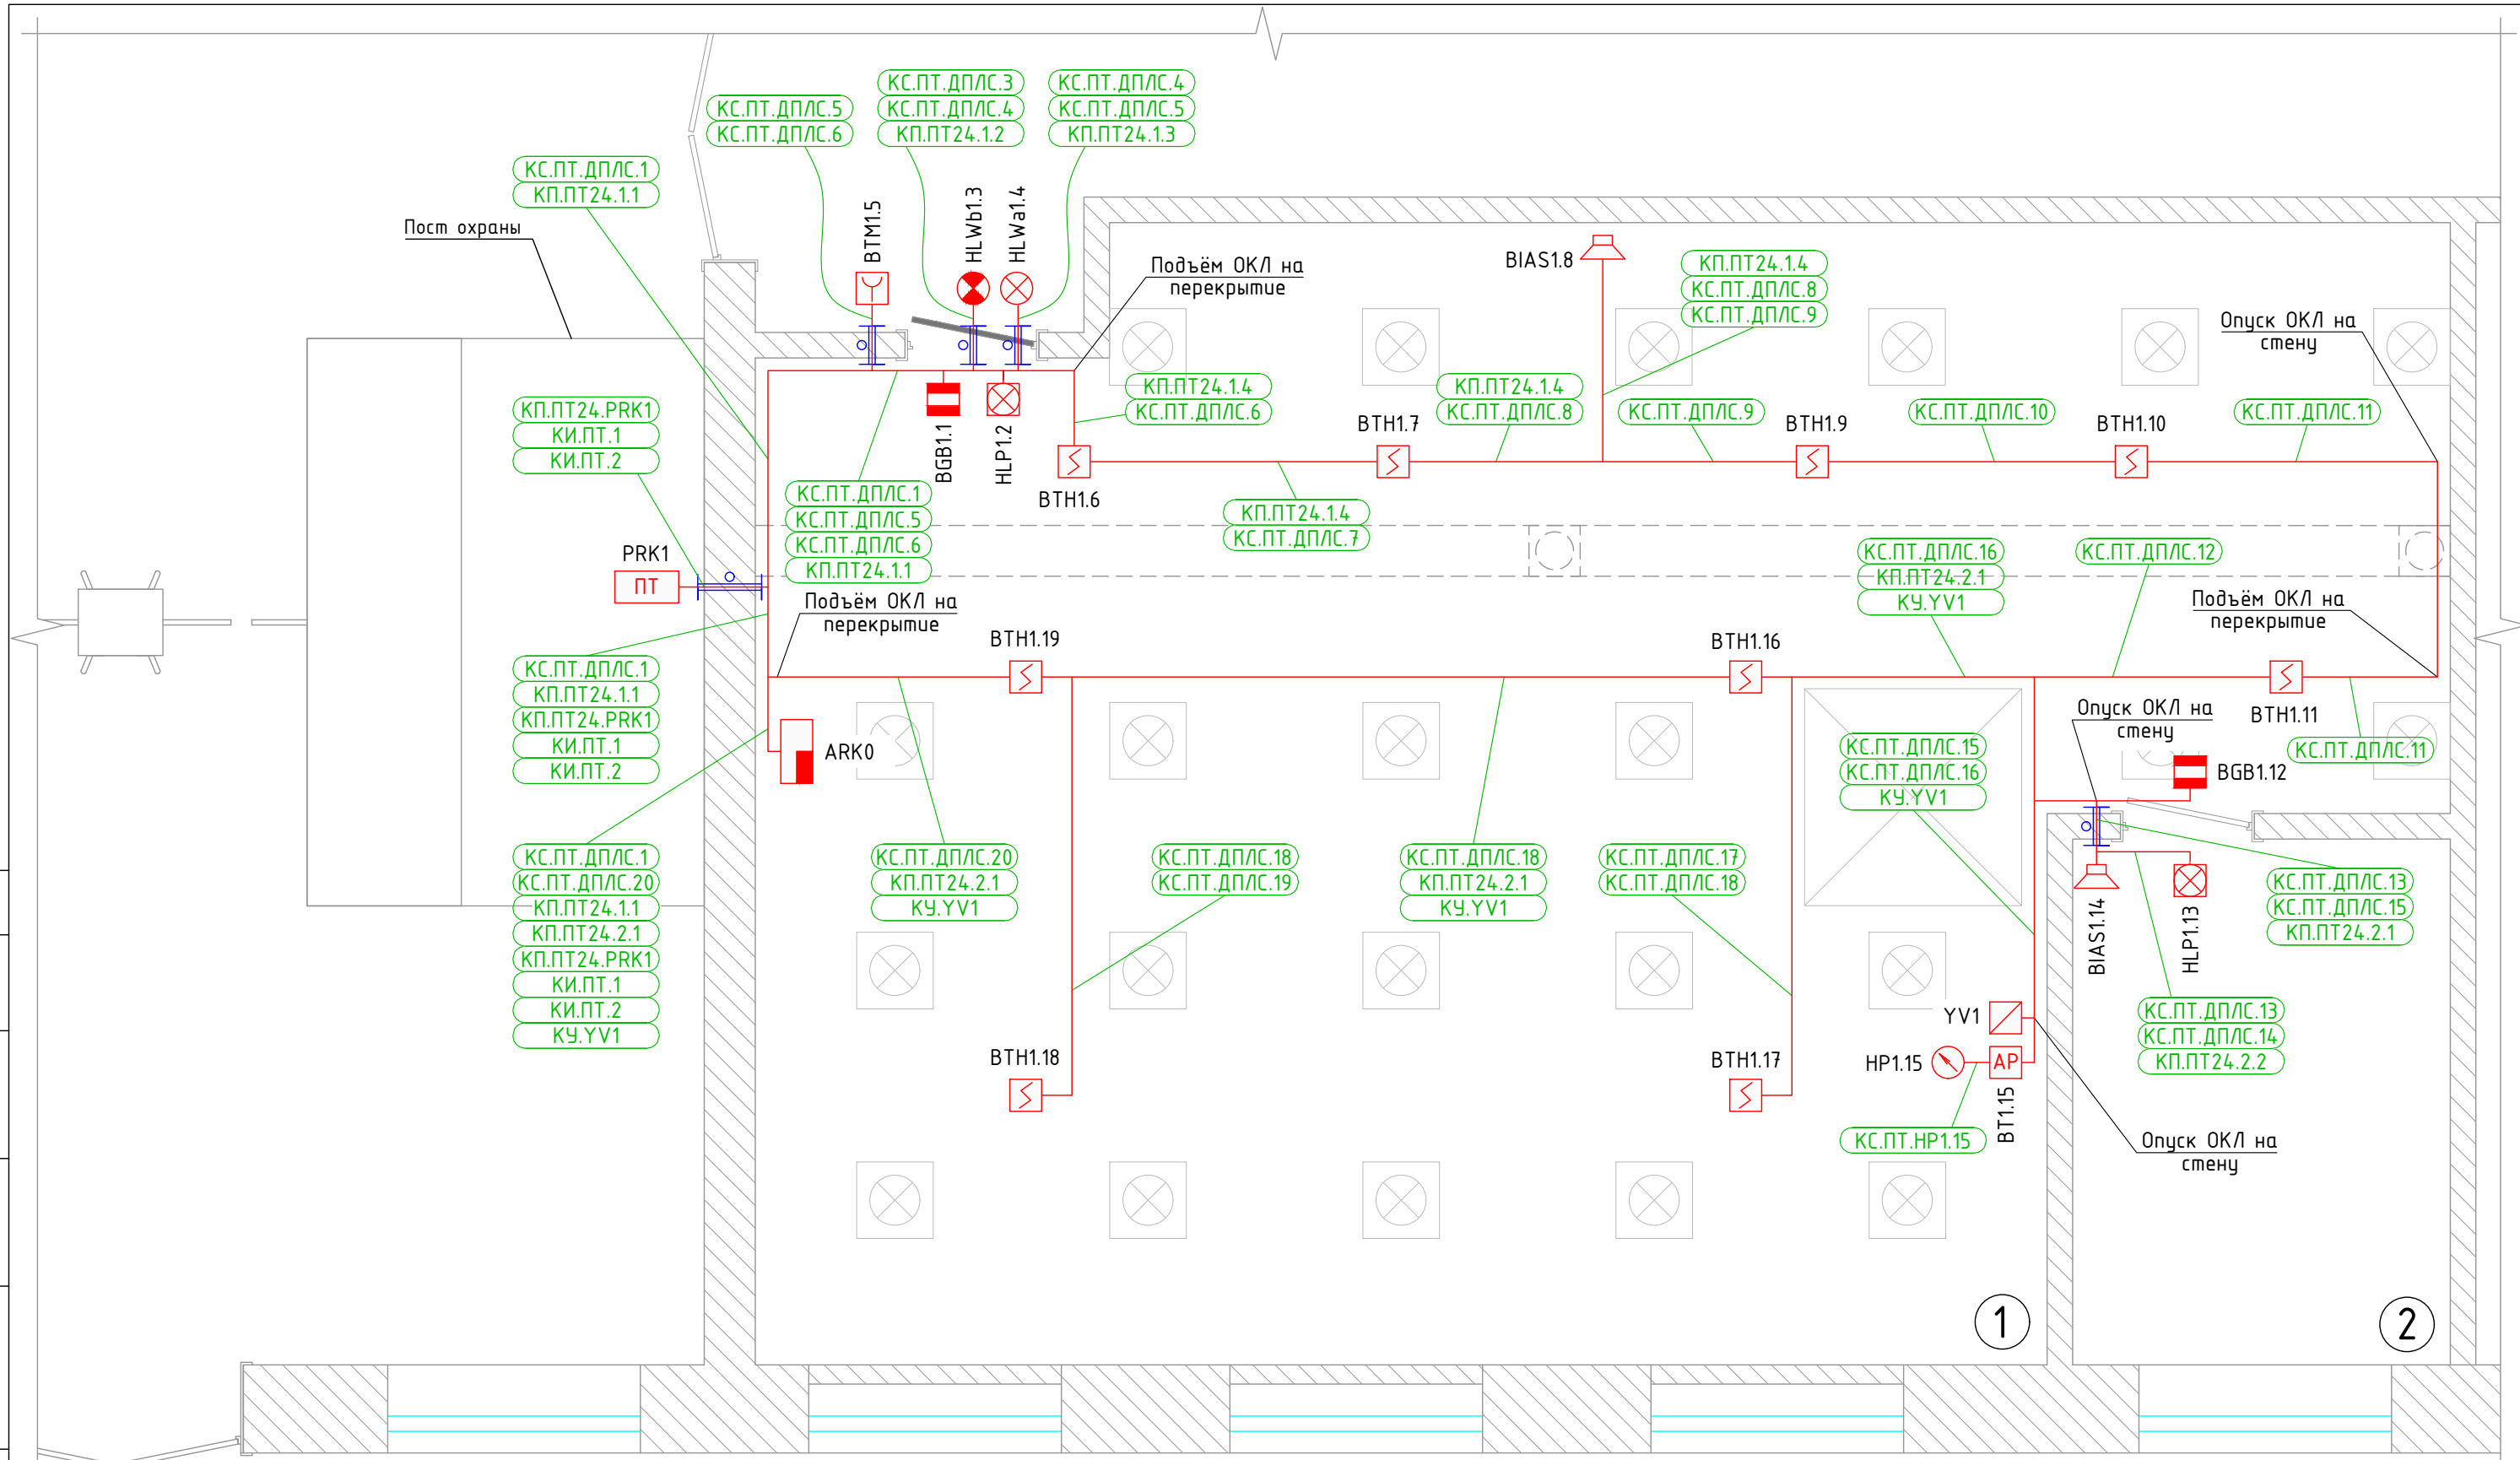 КС.ПТ.ДПЛС.5
КС.ПТ.ДПЛС.6
КС.ПТ.ДПЛС.3
КС.ПТ.ДПЛС.4
КП.ПТ24.1.2
КС.ПТ.ДПЛС.4
КС.ПТ.ДПЛС.5
КП.ПТ24.1.3
КС.ПТ.ДПЛС.1
КП.ПТ24.1.1
Пост охраны
BTM1.5
HLWb1.3
HLWa1.4
Подъём ОКЛ на
перекрытие
BIAS1.8
КП.ПТ24.1.4
КС.ПТ.ДПЛС.8
КС.ПТ.ДПЛС.9
Опуск ОКЛ на
стену
КП.ПТ24.PRK1
КИ.ПТ.1
КИ.ПТ.2
BGB1.1
HLP1.2
КП.ПТ24.1.4
КС.ПТ.ДПЛС.6
BTH1.6
BTH1.7
КП.ПТ24.1.4
КС.ПТ.ДПЛС.8
КС.ПТ.ДПЛС.9
BTH1.9
КС.ПТ.ДПЛС.10
BTH1.10
КС.ПТ.ДПЛС.11
КС.ПТ.ДПЛС.1
КС.ПТ.ДПЛС.5
КС.ПТ.ДПЛС.6
КП.ПТ24.1.1
КП.ПТ24.1.4
КС.ПТ.ДПЛС.7
PRK1
ПТ
Подъём ОКЛ на
перекрытие
КС.ПТ.ДПЛС.16
КП.ПТ24.2.1
КУ.YV1
КС.ПТ.ДПЛС.12
Подъём ОКЛ на
перекрытие
BTH1.19
BTH1.16
BTH1.11
КС.ПТ.ДПЛС.1
КП.ПТ24.1.1
КП.ПТ24.PRK1
КИ.ПТ.1
КИ.ПТ.2
ARK0
КС.ПТ.ДПЛС.15
КС.ПТ.ДПЛС.16
КУ.YV1
Опуск ОКЛ на
стену
КС.ПТ.ДПЛС.11
BGB1.12
КС.ПТ.ДПЛС.1
КС.ПТ.ДПЛС.20
КП.ПТ24.1.1
КП.ПТ24.2.1
КП.ПТ24.PRK1
КИ.ПТ.1
КИ.ПТ.2
КУ.YV1
КС.ПТ.ДПЛС.20
КП.ПТ24.2.1
КУ.YV1
КС.ПТ.ДПЛС.18
КС.ПТ.ДПЛС.19
КС.ПТ.ДПЛС.18
КП.ПТ24.2.1
КУ.YV1
КС.ПТ.ДПЛС.17
КС.ПТ.ДПЛС.18
BIAS1.14
HLP1.13
КС.ПТ.ДПЛС.13
КС.ПТ.ДПЛС.15
КП.ПТ24.2.1
КС.ПТ.ДПЛС.13
КС.ПТ.ДПЛС.14
КП.ПТ24.2.2
YV1
BTH1.18
BTH1.17
HP1.15
AP
BT1.15
КС.ПТ.HP1.15
Опуск ОКЛ на
стену
1
2